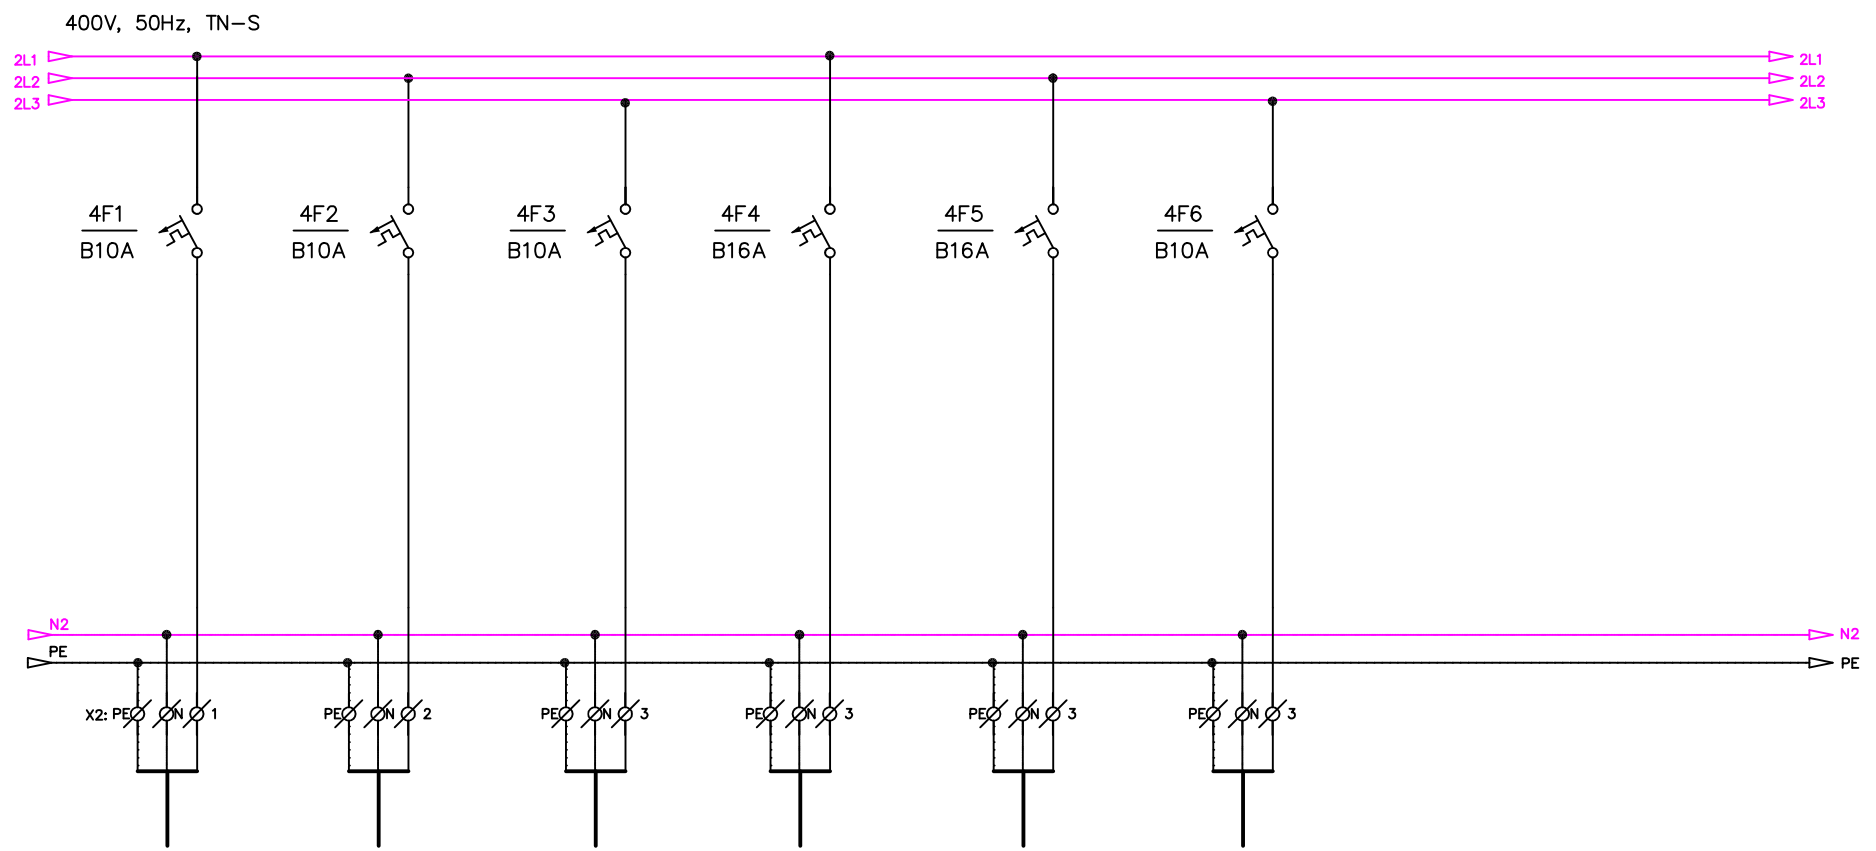 400V, 50Hz, TN-S
2L1 2L1
2L2 2L2
2L3 2L3
4F1 4F2 4F3 4F4 4F5 4F6
B10A B10A B10A B16A B16A B10A
N2 N2
PE PE
X2: PE N 1 PE N 2 PE N 3 PE N 3 PE N 3 PE N 3